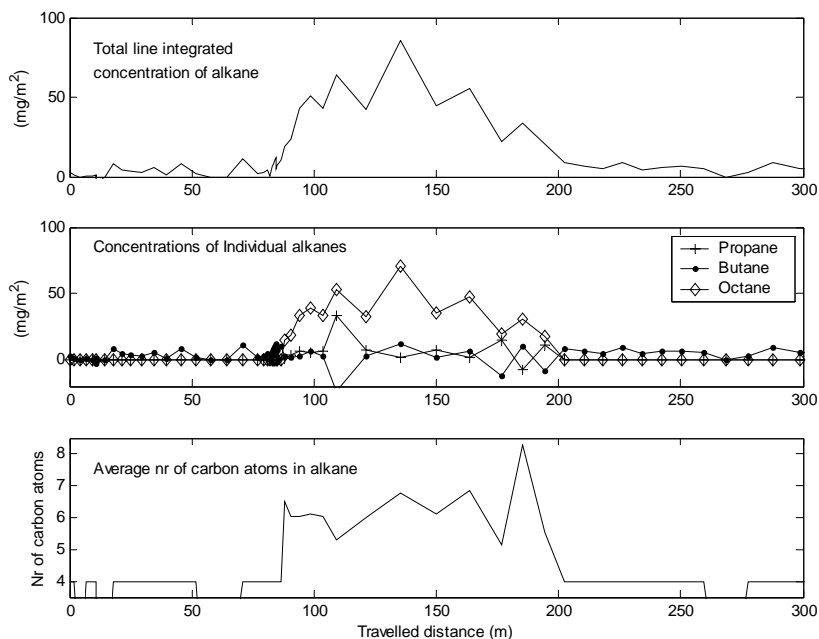 100
Total line integrated
concentration of alkane
50
(mg/m²)
0
0 50 100 150 200 250 300
100
Concentrations of Individual alkanes
Propane
Butane
Octane
50
(mg/m²)
0
0 50 100 150 200 250 300
8
Average nr of carbon atoms in alkane
7
6
5
4
Nr of carbon atoms
0 50 100 150 200 250 300
Travelled distance (m)